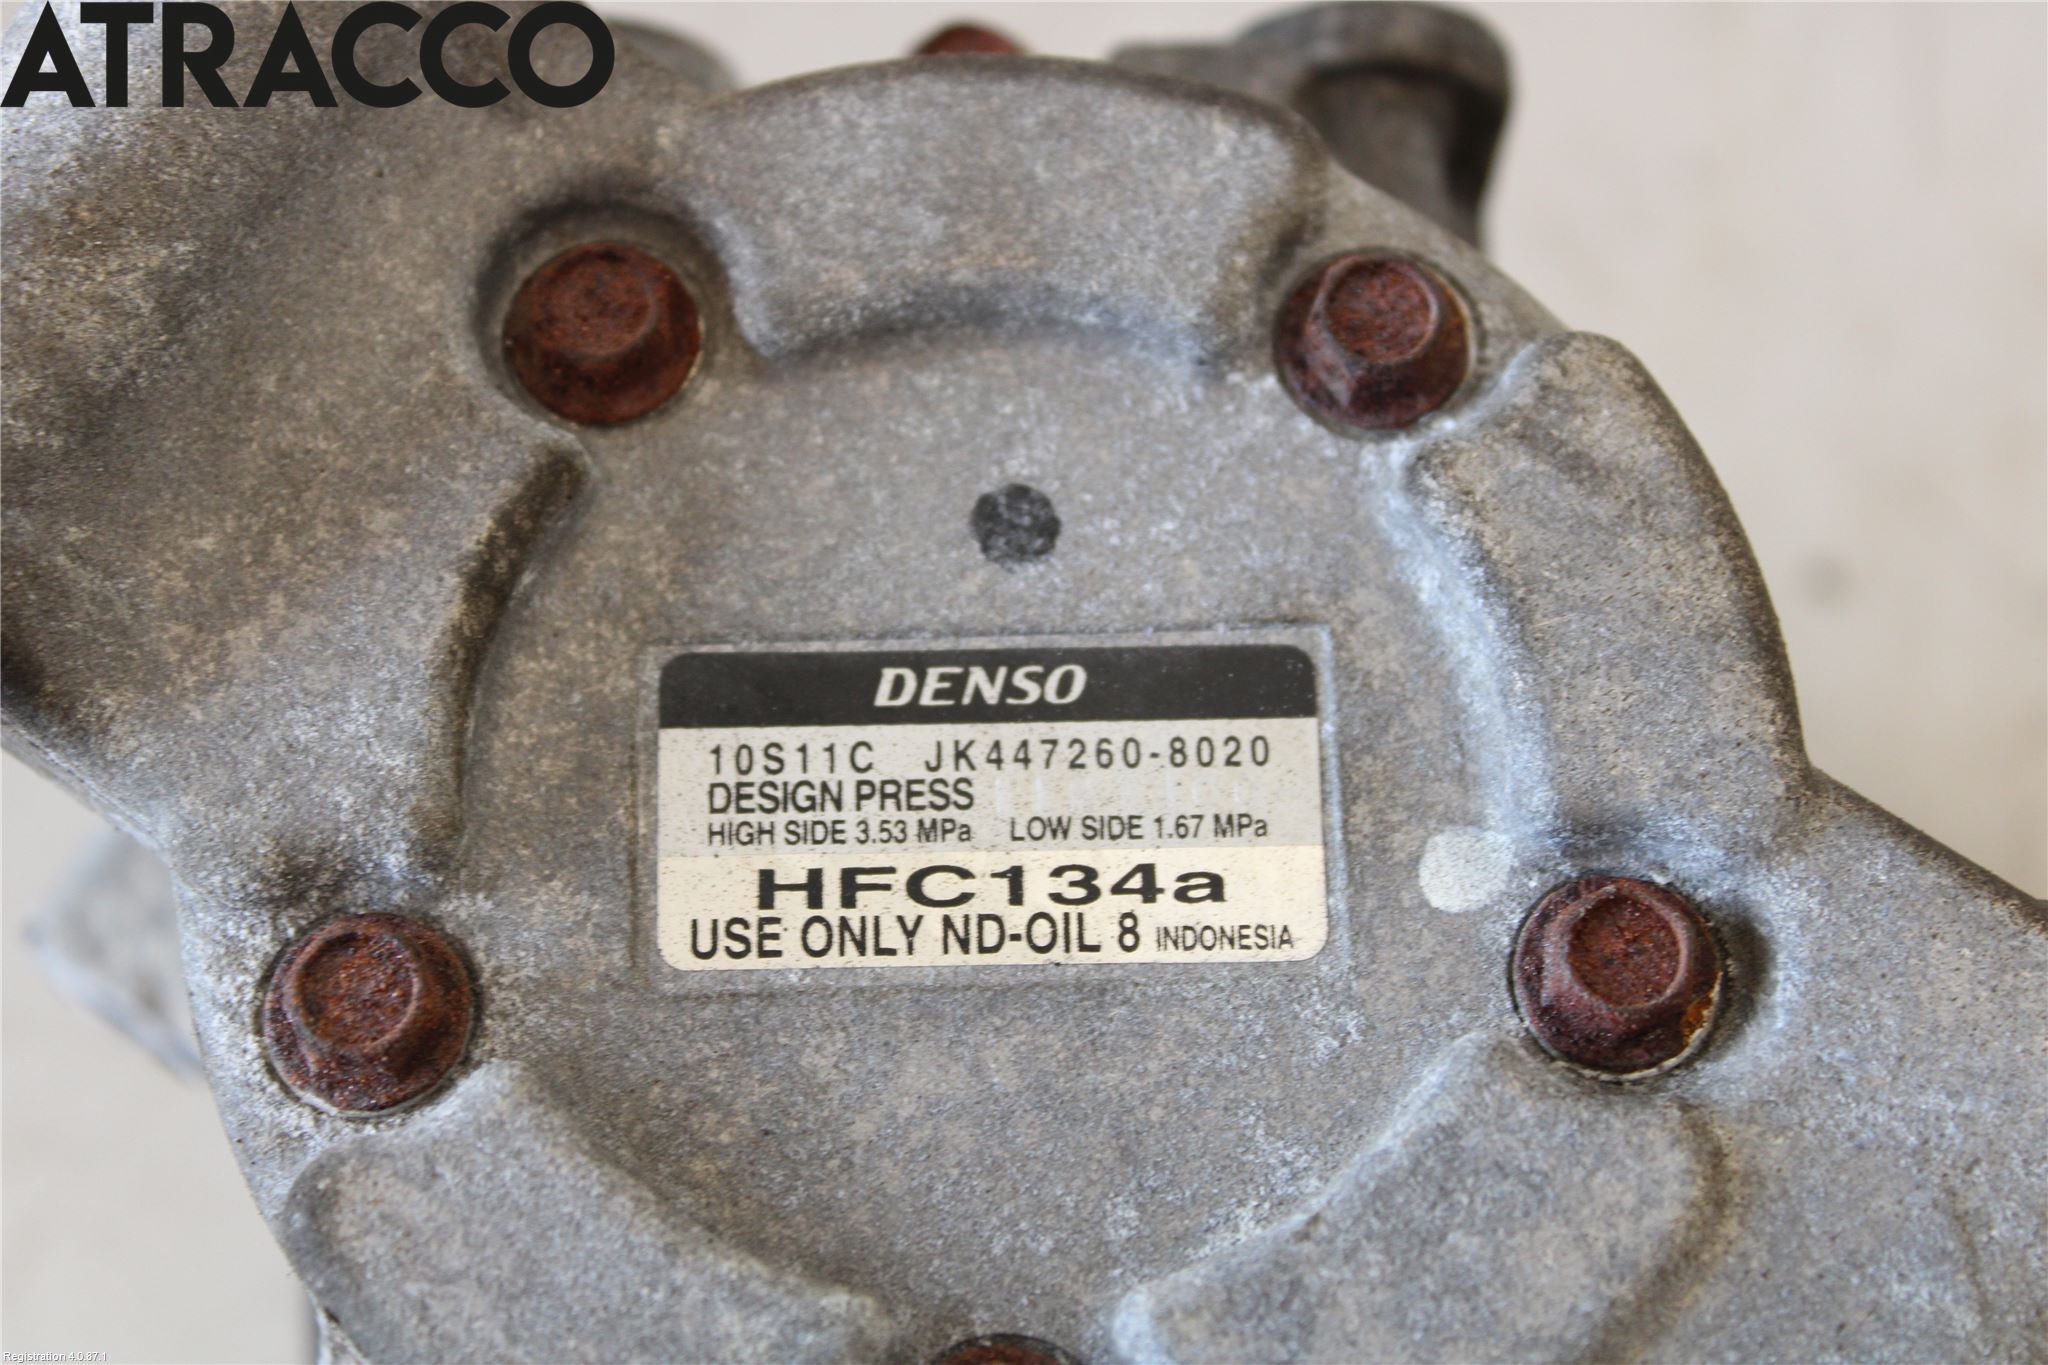 ATRACCO
DENSO
10S11C JK447260-8020
DESIGN PRESS
HIGH SIDE 3.53 MPa LOW SIDE 1.67 MPa
HFC134a
USE ONLY ND-OIL 8 INDONESIA
Registration 4.0.87.1